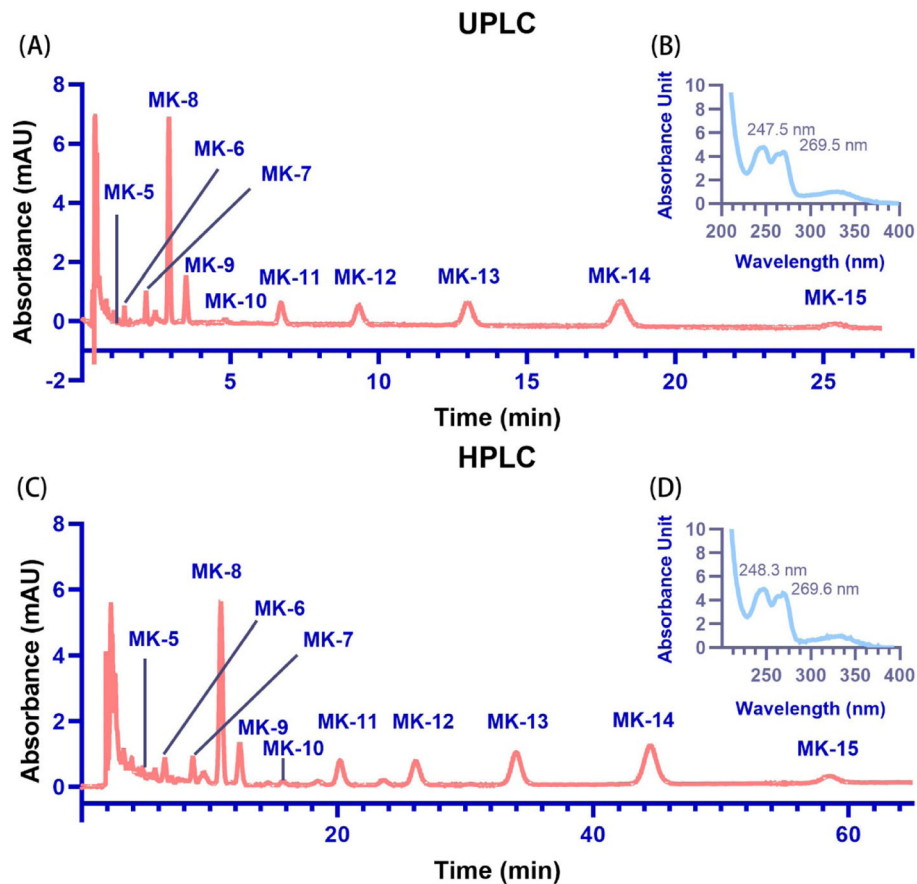 UPLC
(A)
(B)
8
6
4
2
0
-2
Absorbance (mAU)
MK-8
MK-6
MK-7
MK-5
MK-9
MK-10
MK-11
MK-12
MK-13
MK-14
MK-15
5
10
15
20
25
Time (min)
Absorbance Unit
10
8
6
4
2
0
247.5 nm
269.5 nm
200
250
300
350
400
Wavelength (nm)
HPLC
(C)
(D)
8
6
4
2
0
Absorbance (mAU)
MK-8
MK-6
MK-5
MK-7
MK-9
MK-10
MK-11
MK-12
MK-13
MK-14
MK-15
20
40
60
Time (min)
Absorbance Unit
10
8
6
4
2
0
248.3 nm
269.6 nm
250
300
350
400
Wavelength (nm)